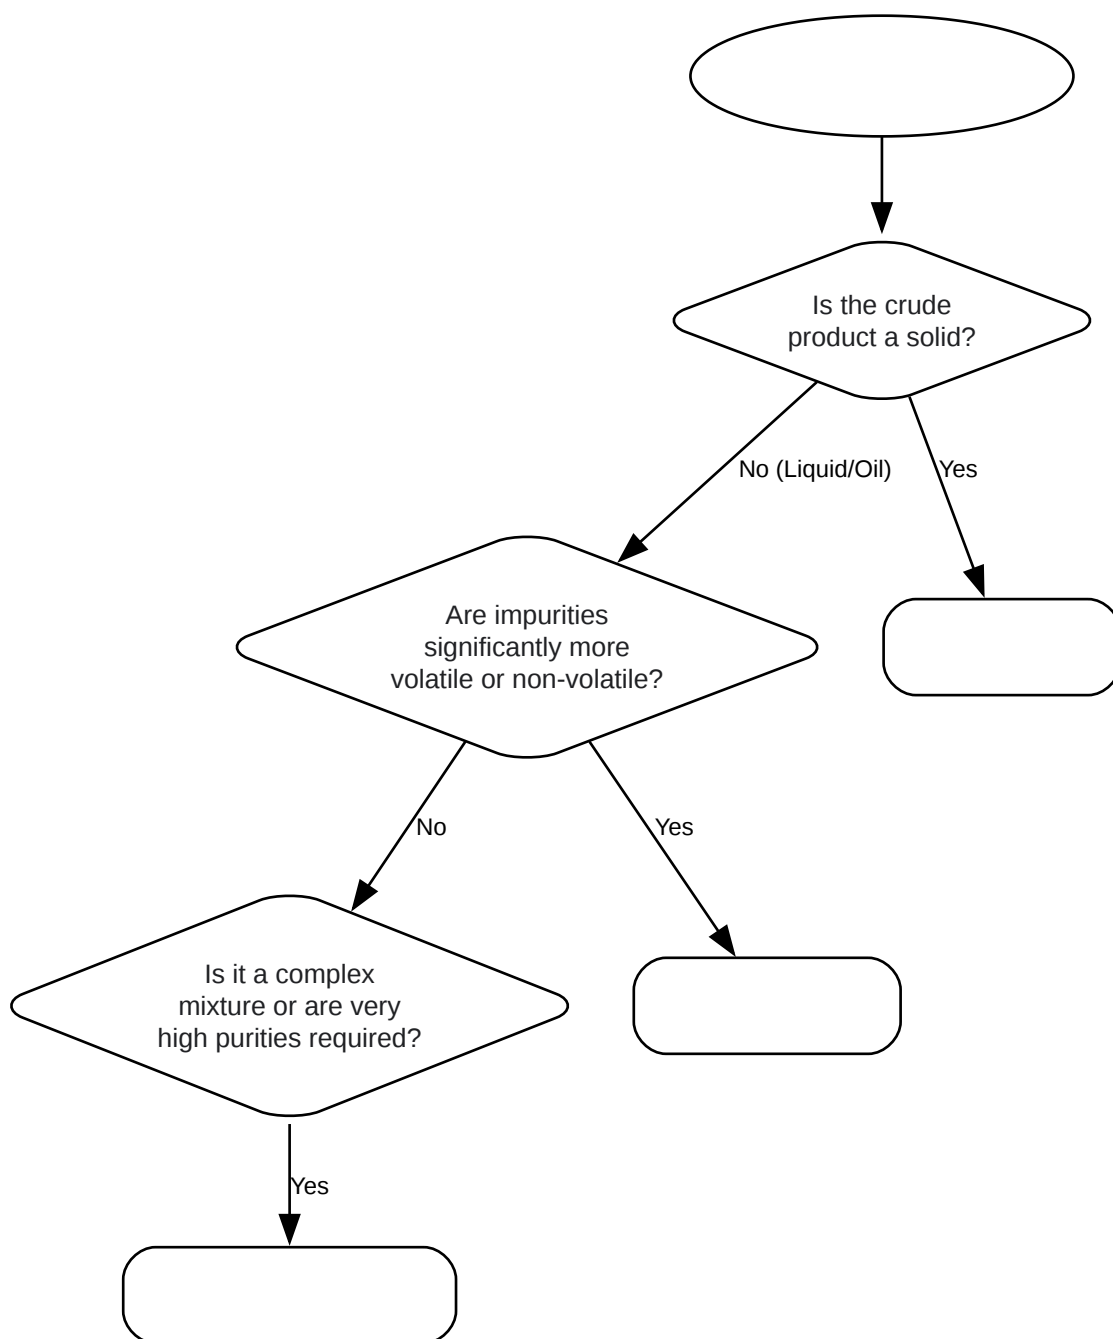 Is the crude
product a solid?
No (Liquid/Oil)
Yes
Are impurities
significantly more
volatile or non-volatile?
No
Yes
Is it a complex
mixture or are very
high purities required?
Yes